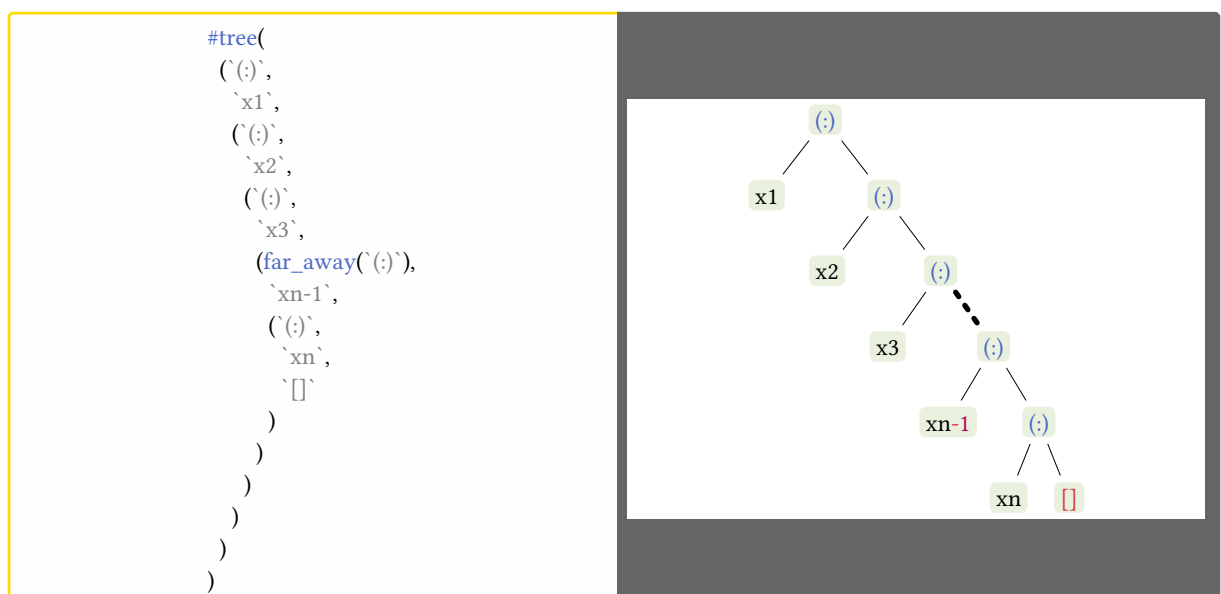 #tree(
(`(:)`,
`x1`,
(`(:)`,
`x2`,
(`(:)`,
`x3`,
(far_away(`(:)`),
`xn-1`,
(`(:)`,
`xn`,
`[]`
)
)
)
)
)
)
(:)
x1 (:)
x2 (:)
x3 (:)
xn-1 (:)
xn []